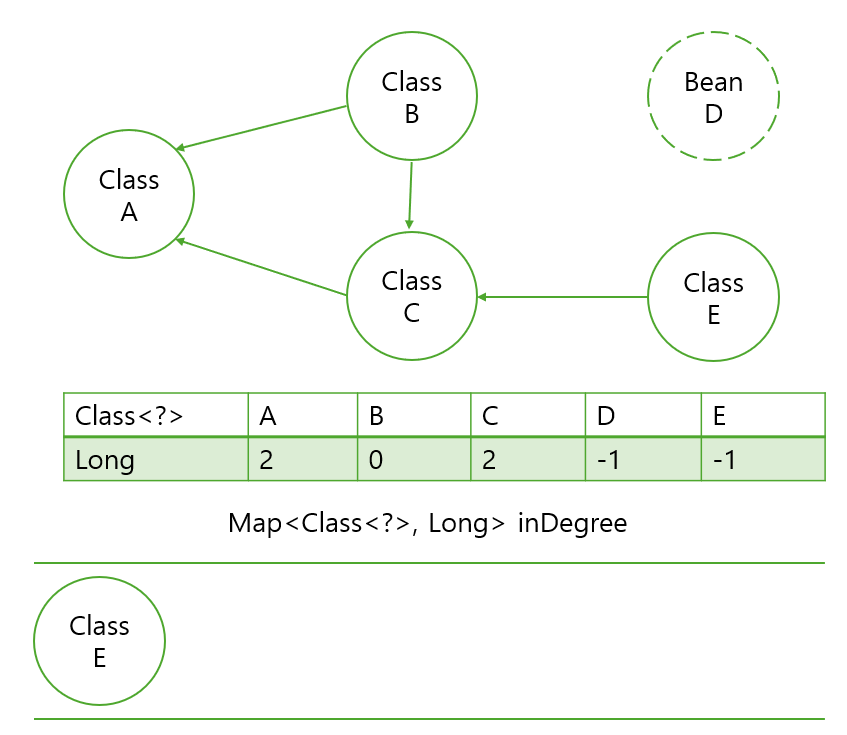 Class
B
Bean
D
Class
A
Class
C
Class
E
Class<?> A B C D E
Long 2 0 2 -1 -1
Map<Class<?>, Long> inDegree
Class
E